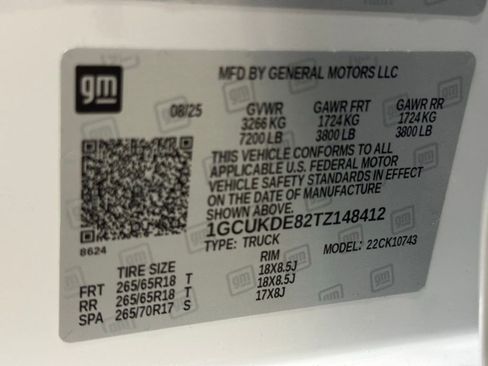 gm
MFD BY GENERAL MOTORS LLC
08/25 GVWR GAWR FRT GAWR RR
3266 KG 1724 KG 1724 KG
7200 LB 3800 LB 3800 LB
THIS VEHICLE CONFORMS TO ALL
APPLICABLE U.S. FEDERAL MOTOR
VEHICLE SAFETY STANDARDS IN EFFECT
ON THE DATE OF MANUFACTURE
SHOWN ABOVE.
1GCUKDE82TZ148412
TYPE: TRUCK MODEL: 22CK10743
8624
TIRE SIZE RIM
FRT 265/65R18 T 18X8.5J
RR 265/65R18 T 18X8.5J
SPA 265/70R17 S 17X8J